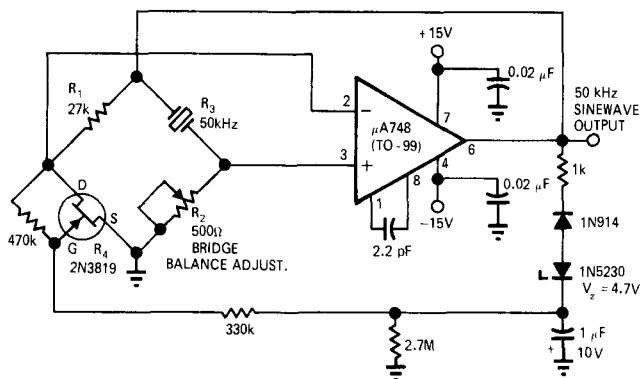 +15V
0.02 μF
R1
27k
R3
50kHz
50 kHz
SINEWAVE
OUTPUT
2
−
μA748
(TO-99)
7
6
3
+
4
1
8
1k
D
S
R4
G
2N3819
470k
R2
500Ω
BRIDGE
BALANCE ADJUST.
2.2 pF
−15V
0.02 μF
1N914
1N5230
Vz = 4.7V
330k
2.7M
1 μF
10V
+